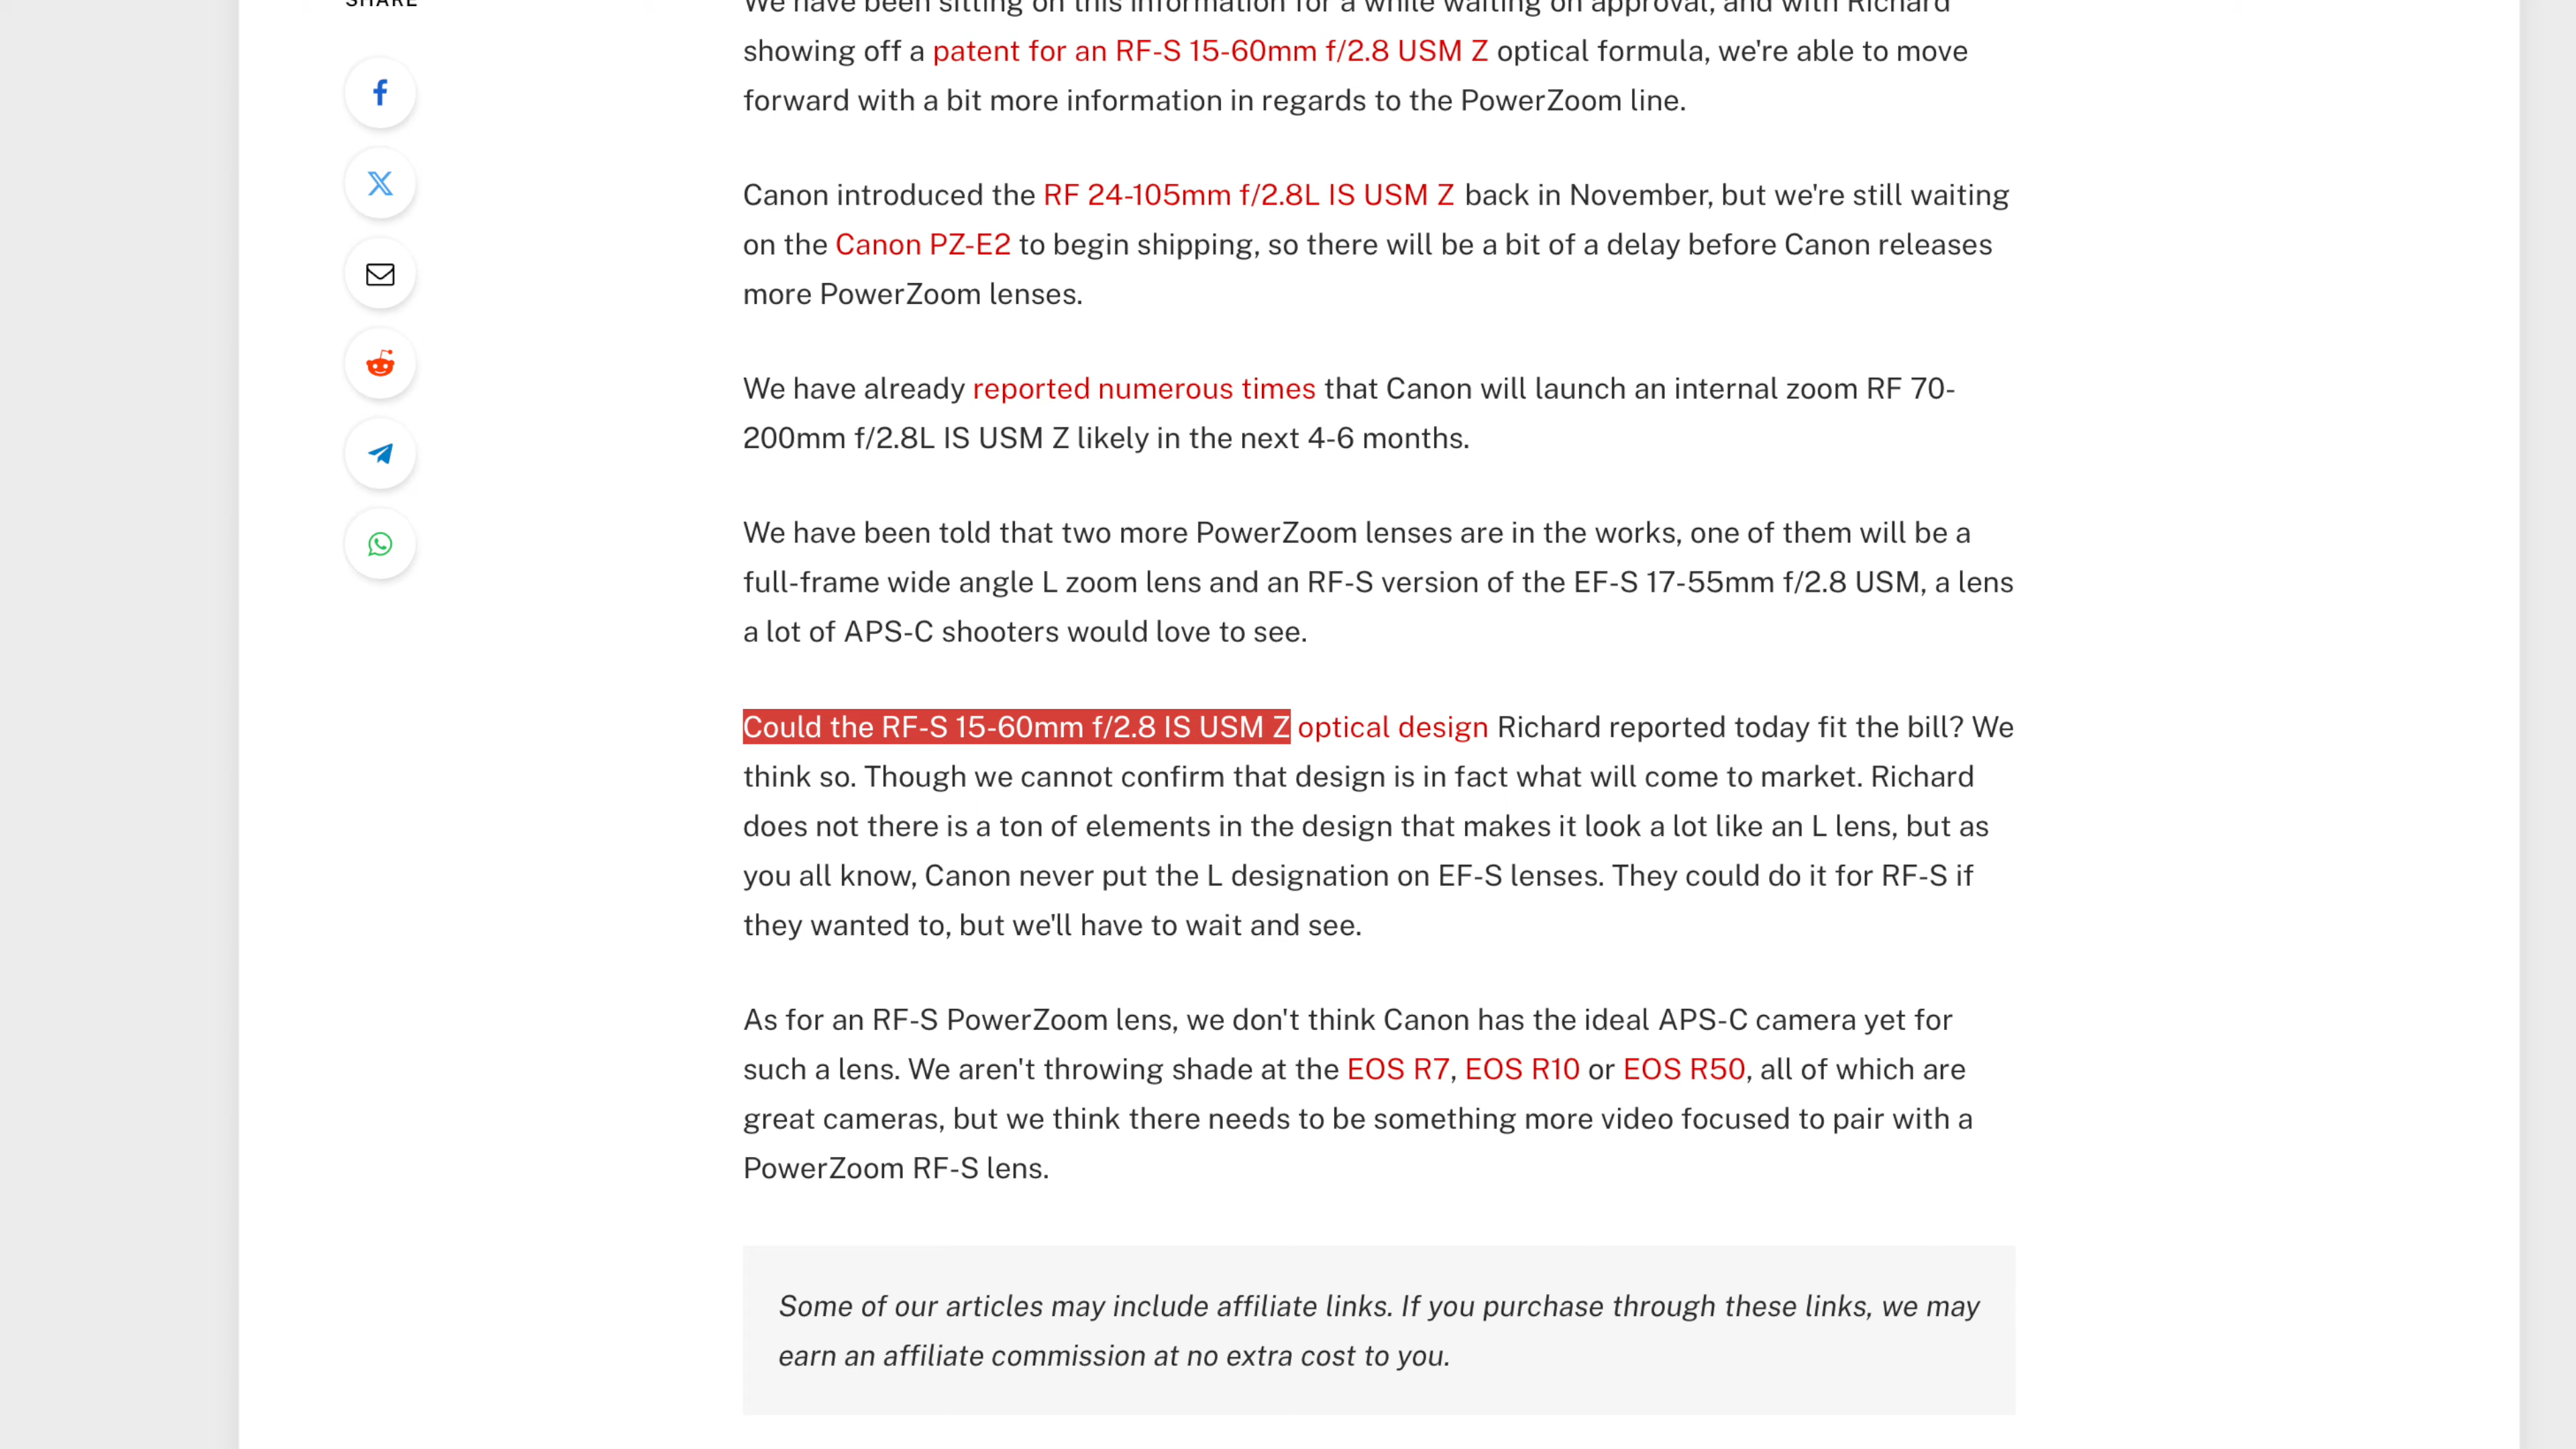 SHARE
We have been sitting on this information for a while waiting on approval, and with Richard
showing off a patent for an RF-S 15-60mm f/2.8 USM Z optical formula, we're able to move
forward with a bit more information in regards to the PowerZoom line.
Canon introduced the RF 24-105mm f/2.8L IS USM Z back in November, but we're still waiting
on the Canon PZ-E2 to begin shipping, so there will be a bit of a delay before Canon releases
more PowerZoom lenses.
We have already reported numerous times that Canon will launch an internal zoom RF 70-
200mm f/2.8L IS USM Z likely in the next 4-6 months.
We have been told that two more PowerZoom lenses are in the works, one of them will be a
full-frame wide angle L zoom lens and an RF-S version of the EF-S 17-55mm f/2.8 USM, a lens
a lot of APS-C shooters would love to see.
Could the RF-S 15-60mm f/2.8 IS USM Z optical design Richard reported today fit the bill? We
think so. Though we cannot confirm that design is in fact what will come to market. Richard
does not there is a ton of elements in the design that makes it look a lot like an L lens, but as
you all know, Canon never put the L designation on EF-S lenses. They could do it for RF-S if
they wanted to, but we'll have to wait and see.
As for an RF-S PowerZoom lens, we don't think Canon has the ideal APS-C camera yet for
such a lens. We aren't throwing shade at the EOS R7, EOS R10 or EOS R50, all of which are
great cameras, but we think there needs to be something more video focused to pair with a
PowerZoom RF-S lens.
Some of our articles may include affiliate links. If you purchase through these links, we may
earn an affiliate commission at no extra cost to you.